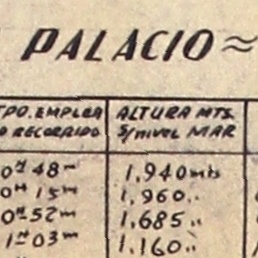 PALACIO
TPO. EMPLEA ALTURA MTS.
O RECORRIDO S/nivel MAR
0ʰ 48ᵐ 1,940 mts
0ʰ 15ᵐ 1,960 ..
0ʰ 52ᵐ 1,685 ..
1ʰ 03ᵐ 1,160 ..